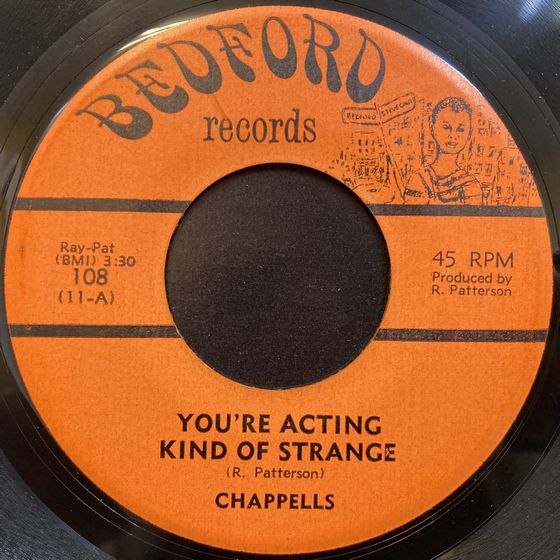 BEDFORD
records
BEDFORD
Ray-Pat
(BMI) 3:30
108
(11-A)
45 RPM
Produced by
R. Patterson
YOU'RE ACTING
KIND OF STRANGE
(R. Patterson)
CHAPPELLS